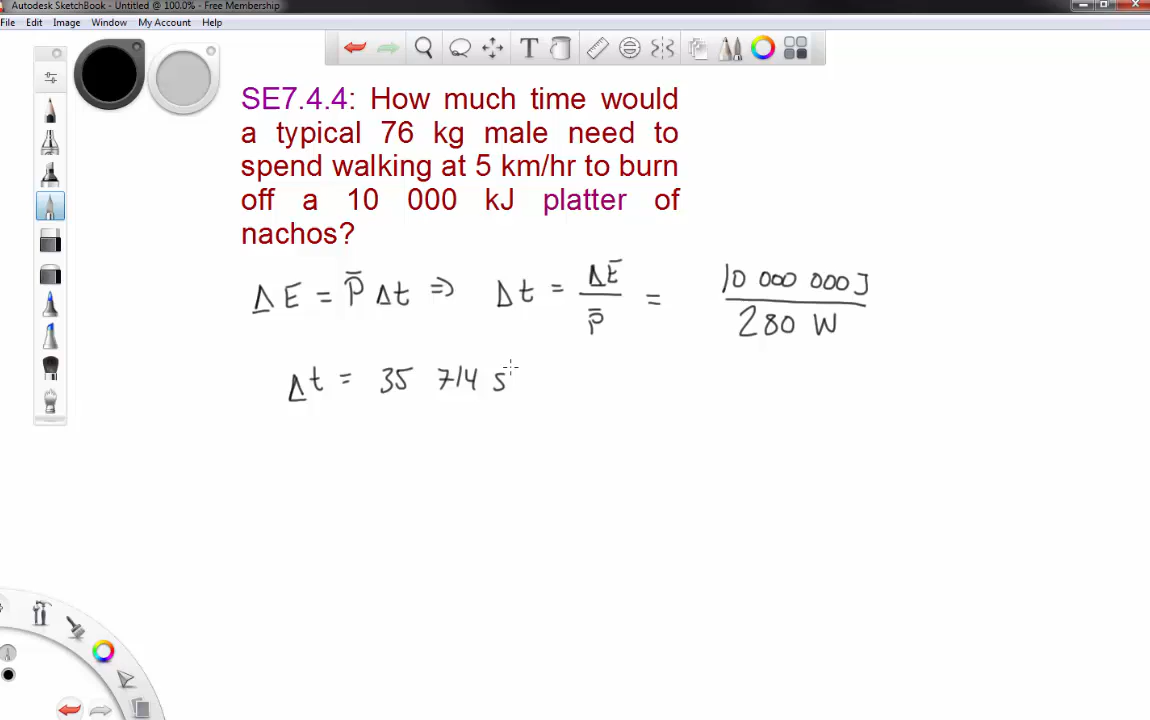 Autodesk SketchBook - Untitled @ 100.0% - Free Membership
File Edit Image Window My Account Help
T
SE7.4.4: How much time would
a typical 76 kg male need to
spend walking at 5 km/hr to burn
off a 10 000 kJ platter of
nachos?
ΔE = P̄ Δt ⇒ Δt = ΔE̅ / P̄ = 10 000 000J / 280 W
Δt = 35 714 s